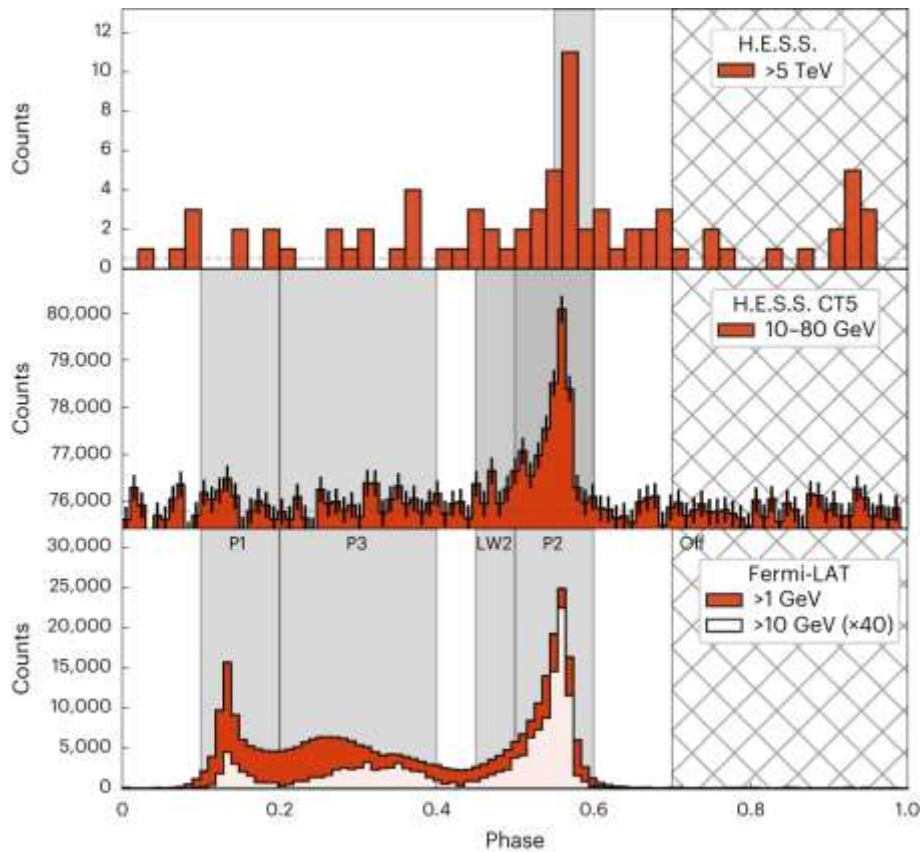 H.E.S.S.
>5 TeV
Counts
12
10
8
6
4
2
0
H.E.S.S. CT5
10–80 GeV
Counts
80,000
79,000
78,000
77,000
76,000
P1
P3
LW2
P2
Off
Fermi-LAT
>1 GeV
>10 GeV (×40)
Counts
30,000
25,000
20,000
15,000
10,000
5,000
0
0
0.2
0.4
0.6
0.8
1.0
Phase